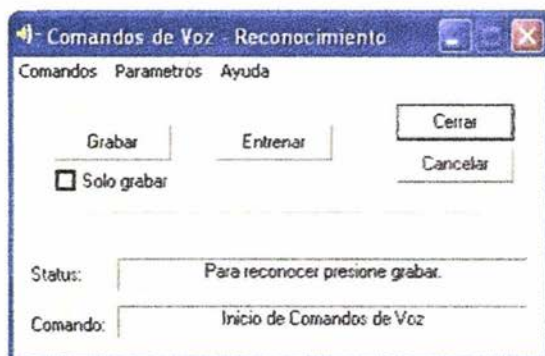 Comandos de Voz - Reconocimiento
Comandos Parametros Ayuda
Grabar Entrenar Cerrar
Cancelar
Solo grabar
Status: Para reconocer presione grabar.
Comando: Inicio de Comandos de Voz